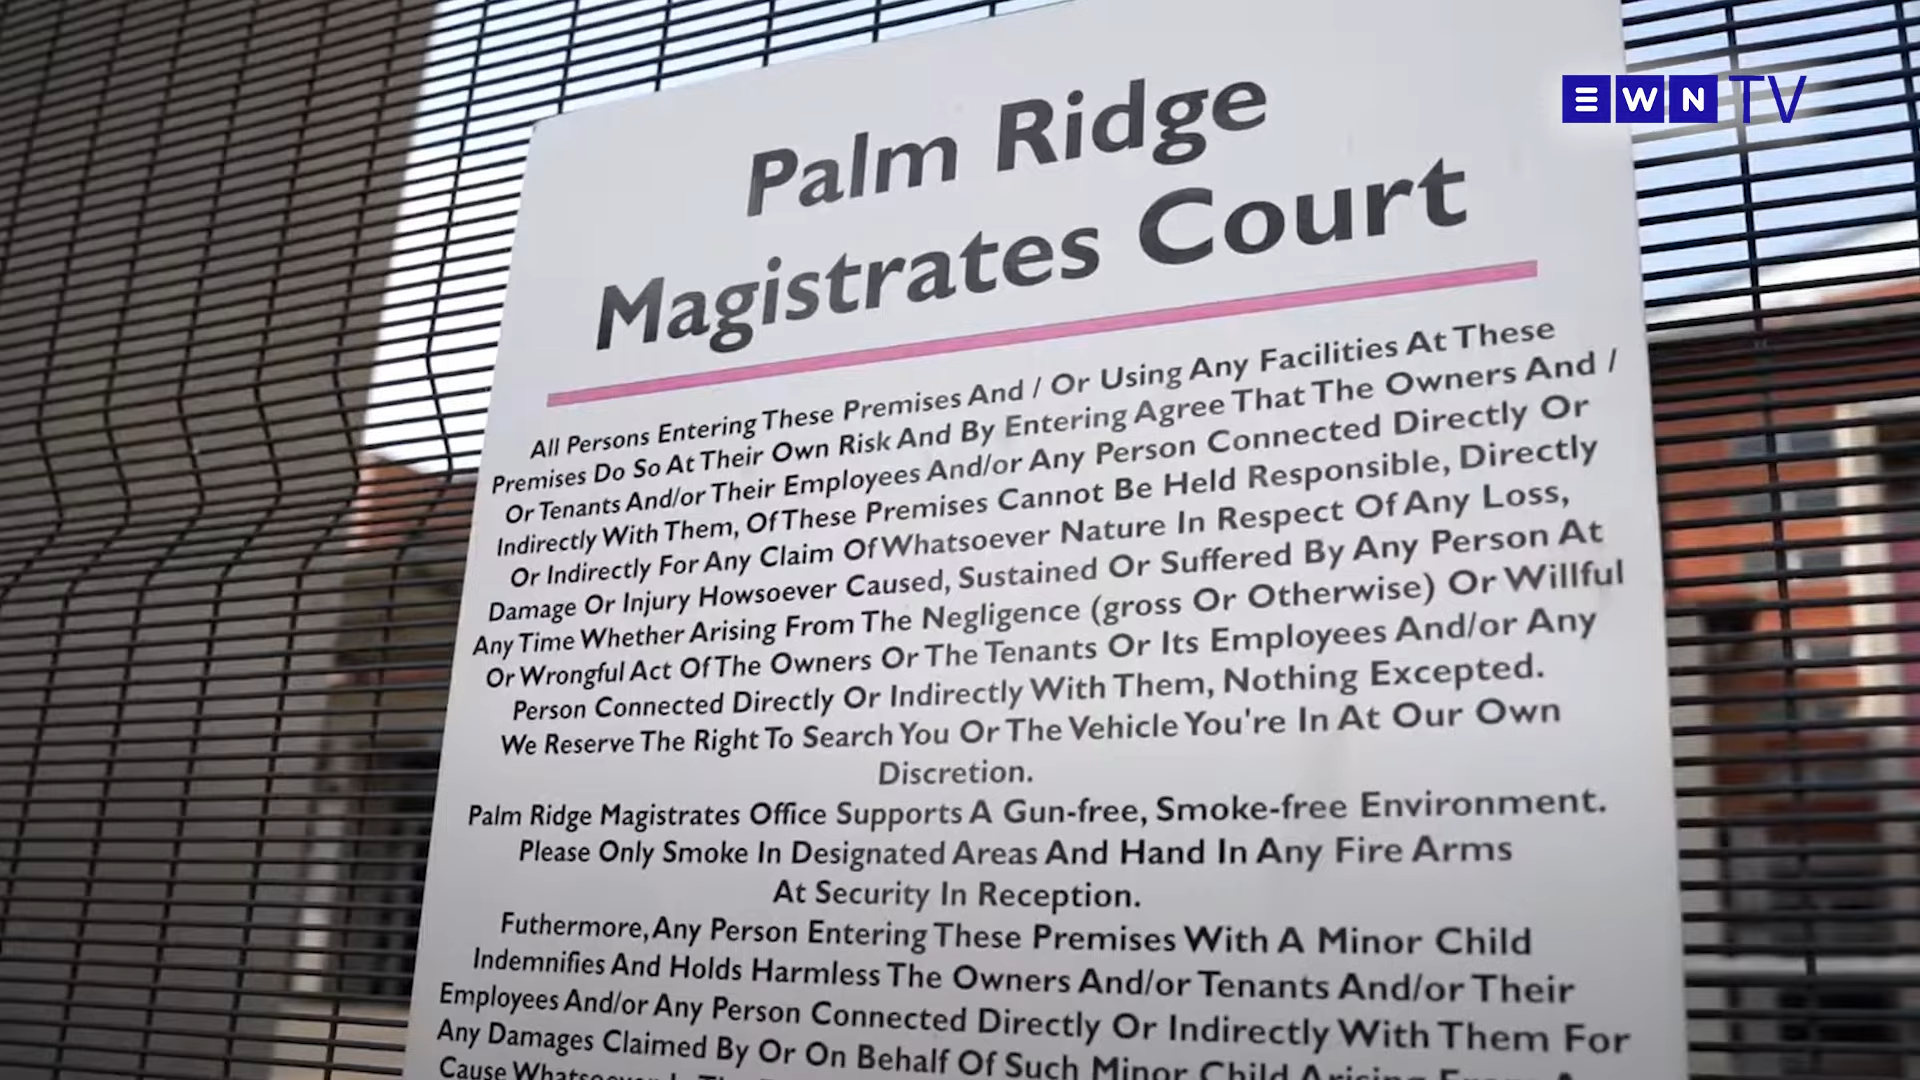 EWN TV
Palm Ridge
Magistrates Court
All Persons Entering These Premises And / Or Using Any Facilities At These
Premises Do So At Their Own Risk And By Entering Agree That The Owners And /
Or Tenants And/or Their Employees And/or Any Person Connected Directly Or
Indirectly With Them, Of These Premises Cannot Be Held Responsible, Directly
Or Indirectly For Any Claim Of Whatsoever Nature In Respect Of Any Loss,
Damage Or Injury Howsoever Caused, Sustained Or Suffered By Any Person At
Any Time Whether Arising From The Negligence (gross Or Otherwise) Or Willful
Or Wrongful Act Of The Owners Or The Tenants Or Its Employees And/or Any
Person Connected Directly Or Indirectly With Them, Nothing Excepted.
We Reserve The Right To Search You Or The Vehicle You're In At Our Own
Discretion.
Palm Ridge Magistrates Office Supports A Gun-free, Smoke-free Environment.
Please Only Smoke In Designated Areas And Hand In Any Fire Arms
At Security In Reception.
Futhermore, Any Person Entering These Premises With A Minor Child
Indemnifies And Holds Harmless The Owners And/or Tenants And/or Their
Employees And/or Any Person Connected Directly Or Indirectly With Them For
Any Damages Claimed By Or On Behalf Of Such Minor Child Arising From A
Cause